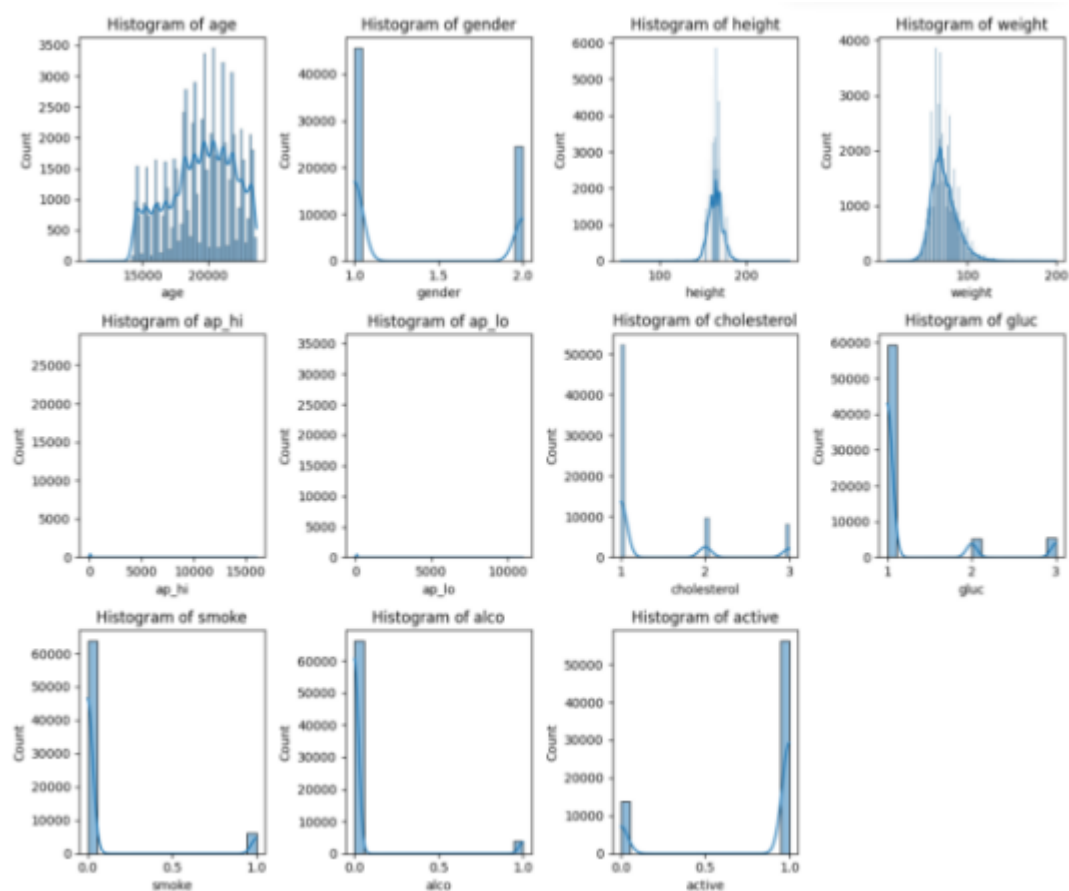 Histogram of age
3500
3000
2500
2000
1500
1000
500
0
Count
15000 20000
age
Histogram of gender
40000
30000
20000
10000
0
Count
1.0 1.5 2.0
gender
Histogram of height
6000
5000
4000
3000
2000
1000
0
Count
100 200
height
Histogram of weight
4000
3000
2000
1000
0
Count
100 200
weight
Histogram of ap_hi
25000
20000
15000
10000
5000
0
Count
0 5000 10000 15000
ap_hi
Histogram of ap_lo
35000
30000
25000
20000
15000
10000
5000
0
Count
0 5000 10000
ap_lo
Histogram of cholesterol
50000
40000
30000
20000
10000
0
Count
1 2 3
cholesterol
Histogram of gluc
60000
50000
40000
30000
20000
10000
0
Count
1 2 3
gluc
Histogram of smoke
60000
50000
40000
30000
20000
10000
0
Count
0.0 0.5 1.0
smoke
Histogram of alco
60000
50000
40000
30000
20000
10000
0
Count
0.0 0.5 1.0
alco
Histogram of active
50000
40000
30000
20000
10000
0
Count
0.0 0.5 1.0
active